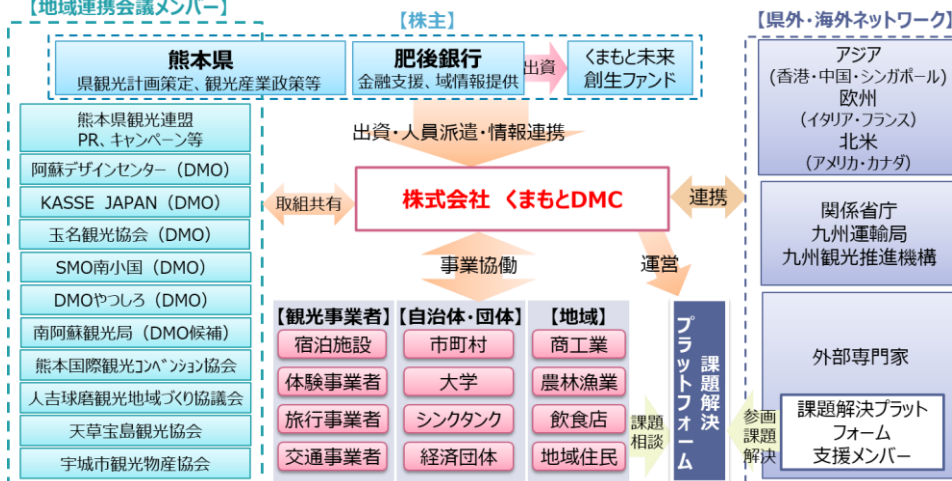 【地域連携会議メンバー】
【株主】
【県外・海外ネットワーク】
熊本県
県観光計画策定、観光産業政策等
肥後銀行
金融支援、域情報提供
出資
くまもと未来
創生ファンド
熊本県観光連盟
PR、キャンペーン等
阿蘇デザインセンター（DMO）
KASSE JAPAN（DMO）
玉名観光協会（DMO）
SMO南小国（DMO）
DMOやつしろ（DMO）
南阿蘇観光局（DMO候補）
熊本国際観光コンベンション協会
人吉球磨観光地域づくり協議会
天草宝島観光協会
宇城市観光物産協会
出資・人員派遣・情報連携
取組共有
株式会社　くまもとDMC
連携
事業協働
運営
【観光事業者】
宿泊施設
体験事業者
旅行事業者
交通事業者
【自治体・団体】
市町村
大学
シンクタンク
経済団体
【地域】
商工業
農林漁業
飲食店
地域住民
課題
相談
課題解決
プラットフォーム
参画
課題
解決
アジア
(香港・中国・シンガポール)
欧州
(イタリア・フランス)
北米
(アメリカ・カナダ)
関係省庁
九州運輸局
九州観光推進機構
外部専門家
課題解決プラット
フォーム
支援メンバー